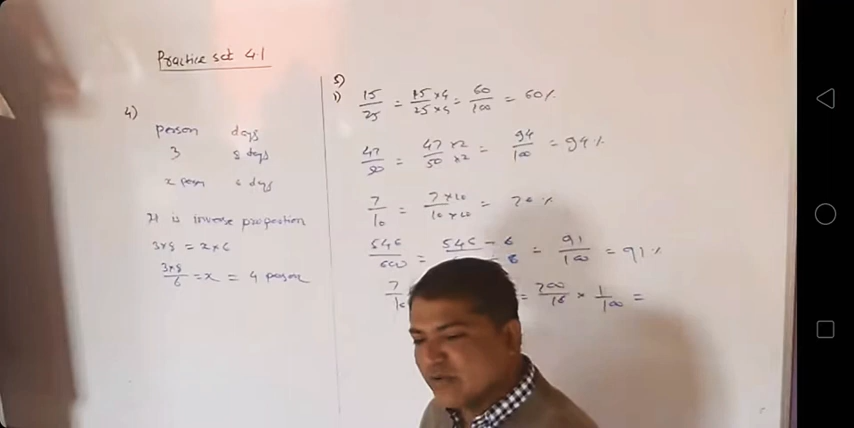 Practice set 4.1
4)
person days
3 8 days
x person 6 days
It is inverse proportion
3×8 = x×6
3×8/6 = x = 4 person
5)
1) 15/25 = 15×4/25×4 = 60/100 = 60%
47/50 = 47×2/50×2 = 94/100 = 94%
7/10 = 7×10/10×10 = 70%
546/600 = 546÷6 = 91/100 = 91%
7/ = 700/16 × 1/100 =